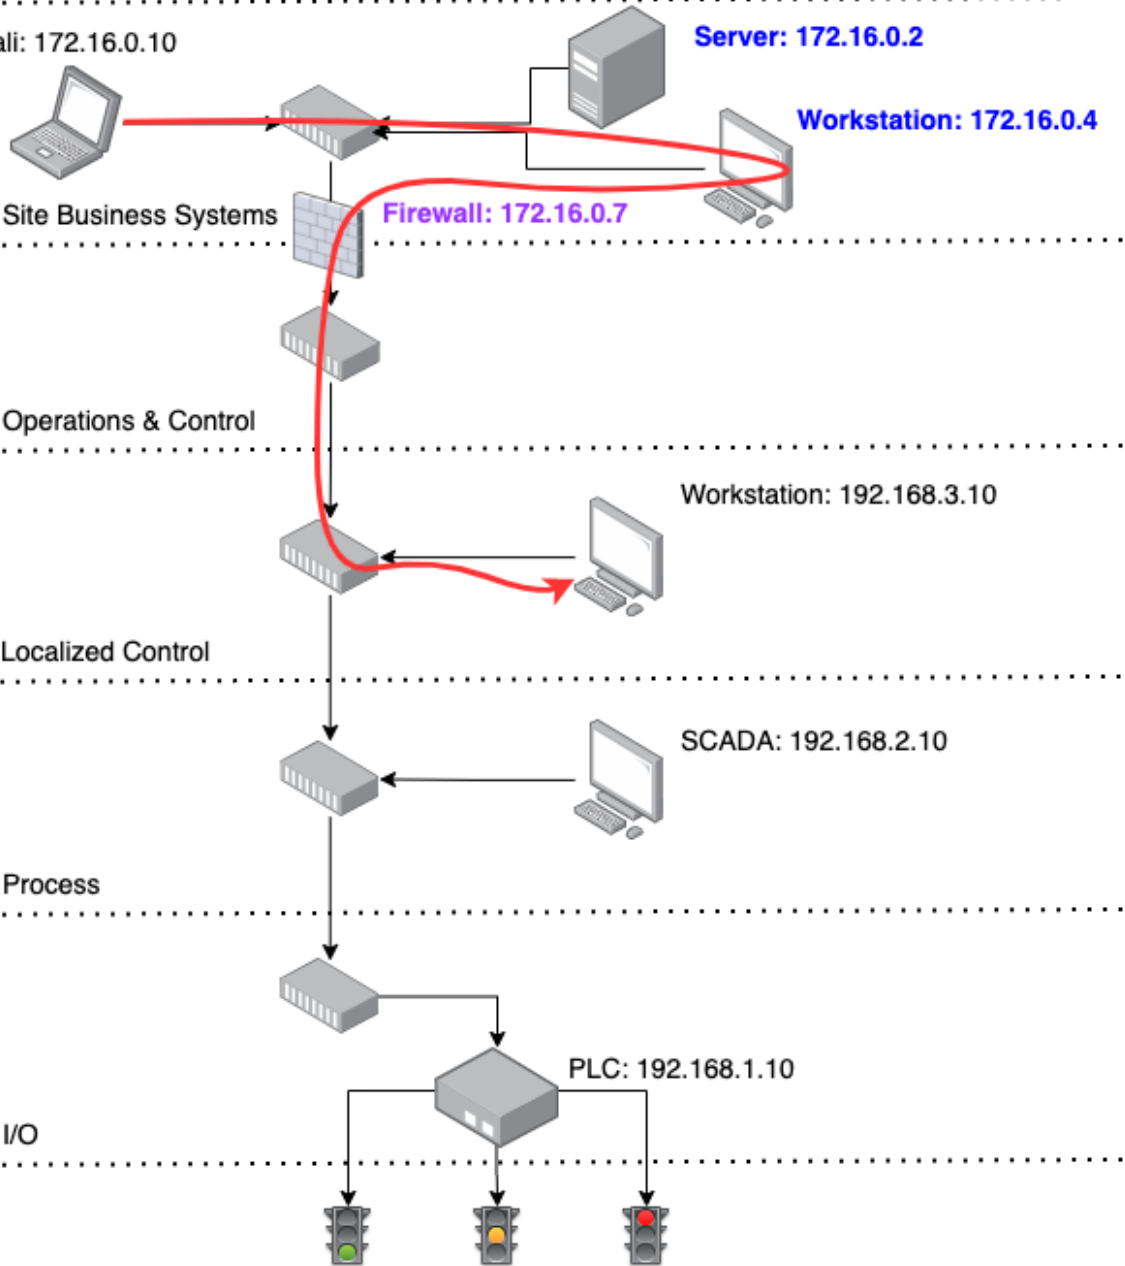 ali: 172.16.0.10
Server: 172.16.0.2
Workstation: 172.16.0.4
Site Business Systems
Firewall: 172.16.0.7
Operations & Control
Workstation: 192.168.3.10
Localized Control
SCADA: 192.168.2.10
Process
PLC: 192.168.1.10
I/O